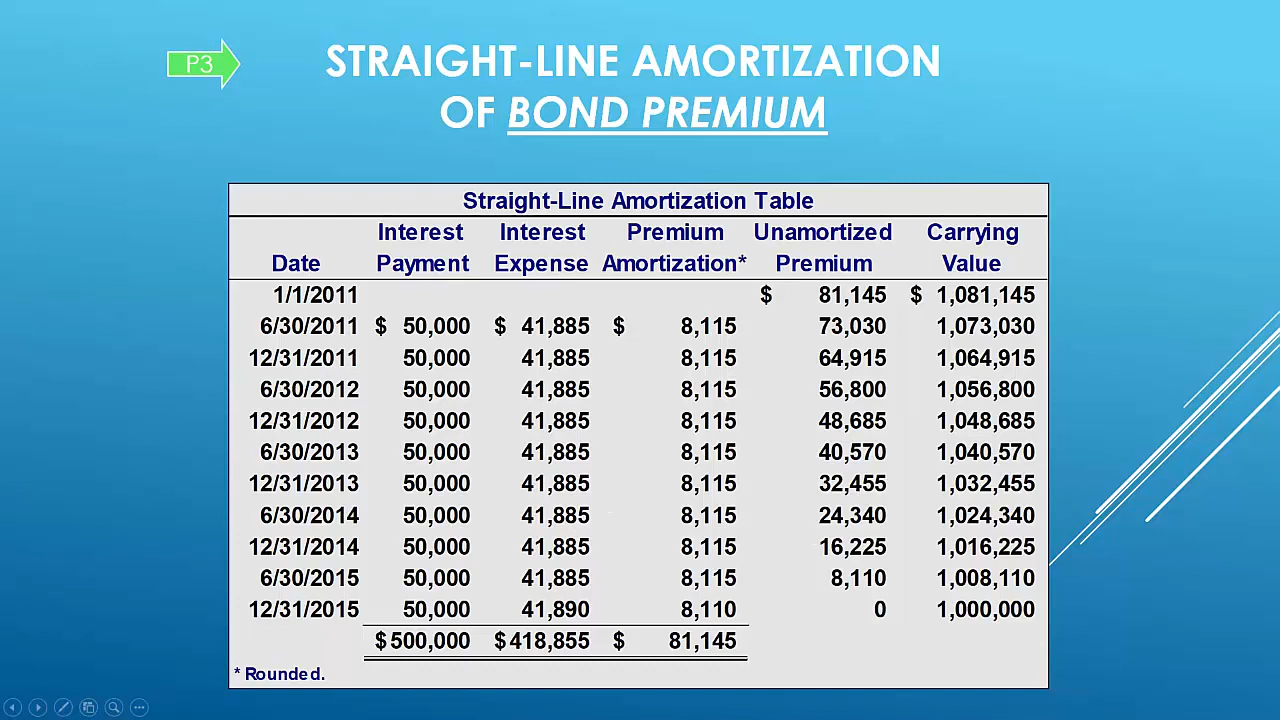 P3
STRAIGHT-LINE AMORTIZATION
OF BOND PREMIUM
Straight-Line Amortization Table
Interest Interest Premium Unamortized Carrying
Date Payment Expense Amortization* Premium Value
1/1/2011 $ 81,145 $ 1,081,145
6/30/2011 $ 50,000 $ 41,885 $ 8,115 73,030 1,073,030
12/31/2011 50,000 41,885 8,115 64,915 1,064,915
6/30/2012 50,000 41,885 8,115 56,800 1,056,800
12/31/2012 50,000 41,885 8,115 48,685 1,048,685
6/30/2013 50,000 41,885 8,115 40,570 1,040,570
12/31/2013 50,000 41,885 8,115 32,455 1,032,455
6/30/2014 50,000 41,885 8,115 24,340 1,024,340
12/31/2014 50,000 41,885 8,115 16,225 1,016,225
6/30/2015 50,000 41,885 8,115 8,110 1,008,110
12/31/2015 50,000 41,890 8,110 0 1,000,000
$ 500,000 $ 418,855 $ 81,145
* Rounded.